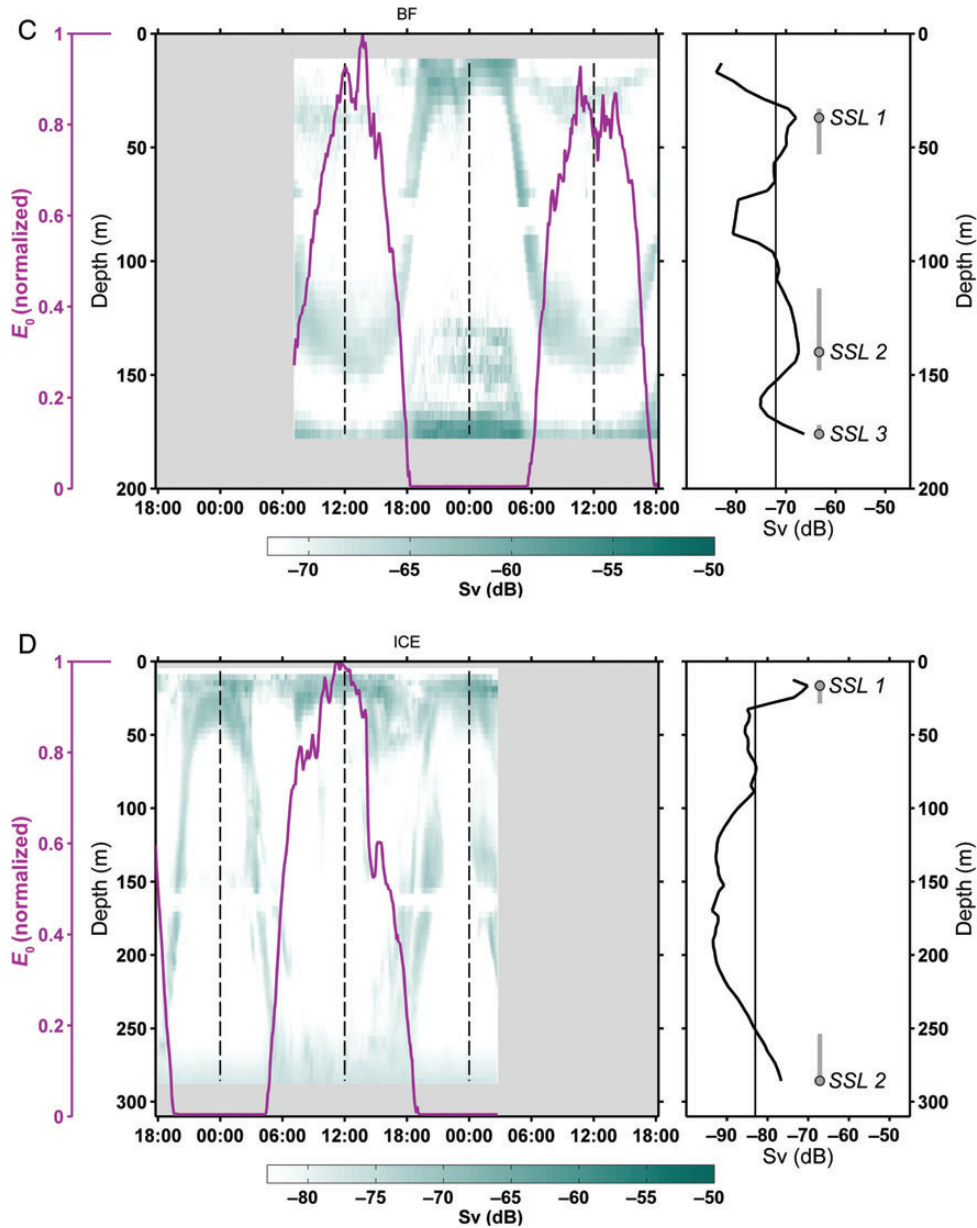 C
BF
E0 (normalized)
1
0.8
0.6
0.4
0.2
0
Depth (m)
0
50
100
150
200
18:00 00:00 06:00 12:00 18:00 00:00 06:00 12:00 18:00
−70 −65 −60 −55 −50
Sv (dB)
SSL 1
SSL 2
SSL 3
−80 −70 −60 −50
Sv (dB)
0
50
100
150
200
Depth (m)
D
ICE
E0 (normalized)
1
0.8
0.6
0.4
0.2
0
Depth (m)
0
50
100
150
200
250
300
18:00 00:00 06:00 12:00 18:00 00:00 06:00 12:00 18:00
−80 −75 −70 −65 −60 −55 −50
Sv (dB)
SSL 1
SSL 2
−90 −80 −70 −60 −50
Sv (dB)
0
50
100
150
200
250
300
Depth (m)